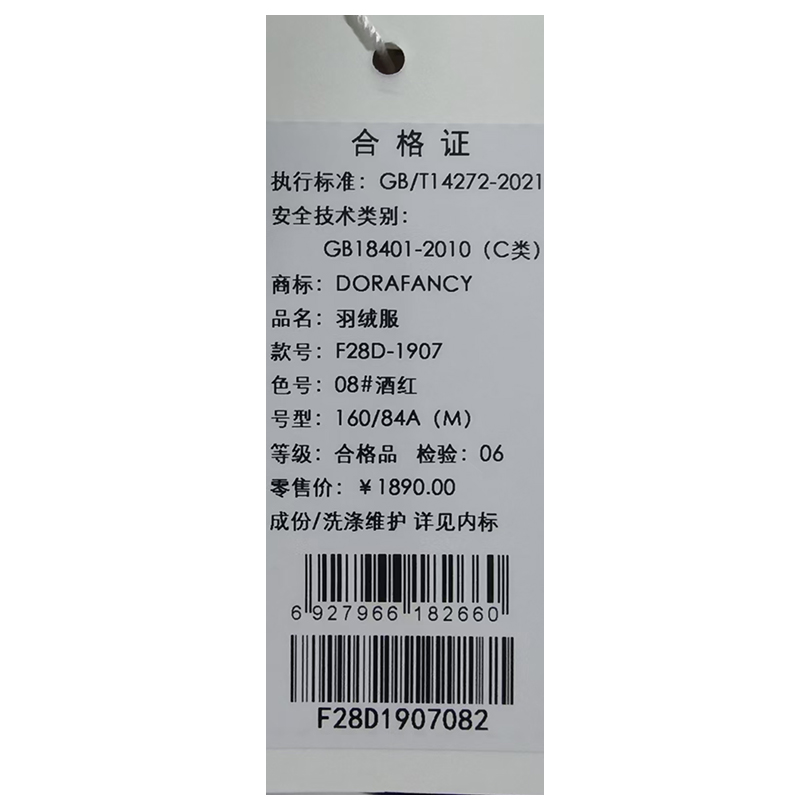 合格证
执行标准：GB/T14272-2021
安全技术类别：
GB18401-2010（C类）
商标：DORAFANCY
品名：羽绒服
款号：F28D-1907
色号：08#酒红
号型：160/84A（M）
等级：合格品 检验：06
零售价：￥1890.00
成份/洗涤维护 详见内标
6 927966 182660
F28D1907082